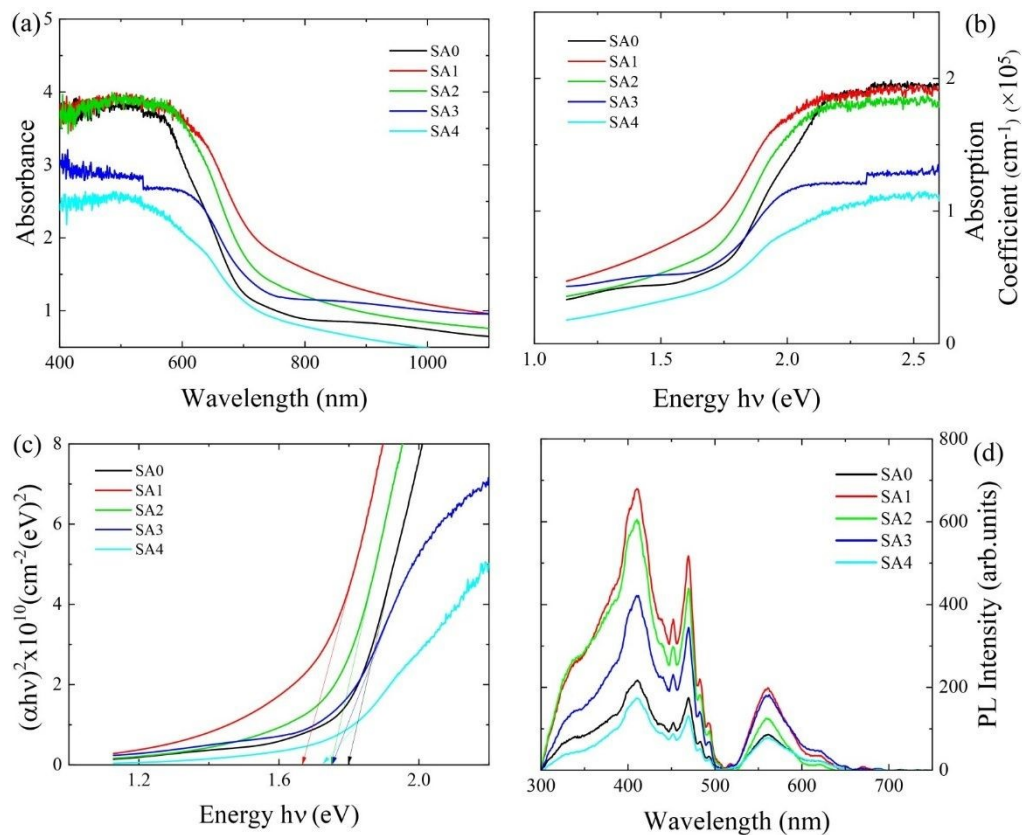 (a)
5
4
3
2
1
Absorbance
SA0
SA1
SA2
SA3
SA4
400 600 800 1000
Wavelength (nm)
(b)
SA0
SA1
SA2
SA3
SA4
2
1
0
Absorption
Coefficient (cm⁻¹) (×10⁵)
1.0 1.5 2.0 2.5
Energy hν (eV)
(c)
8
6
4
2
0
(αhν)²x10¹⁰(cm⁻²(eV)²)
SA0
SA1
SA2
SA3
SA4
1.2 1.6 2.0
Energy hν (eV)
(d)
800
600
400
200
0
PL Intensity (arb.units)
SA0
SA1
SA2
SA3
SA4
300 400 500 600 700
Wavelength (nm)